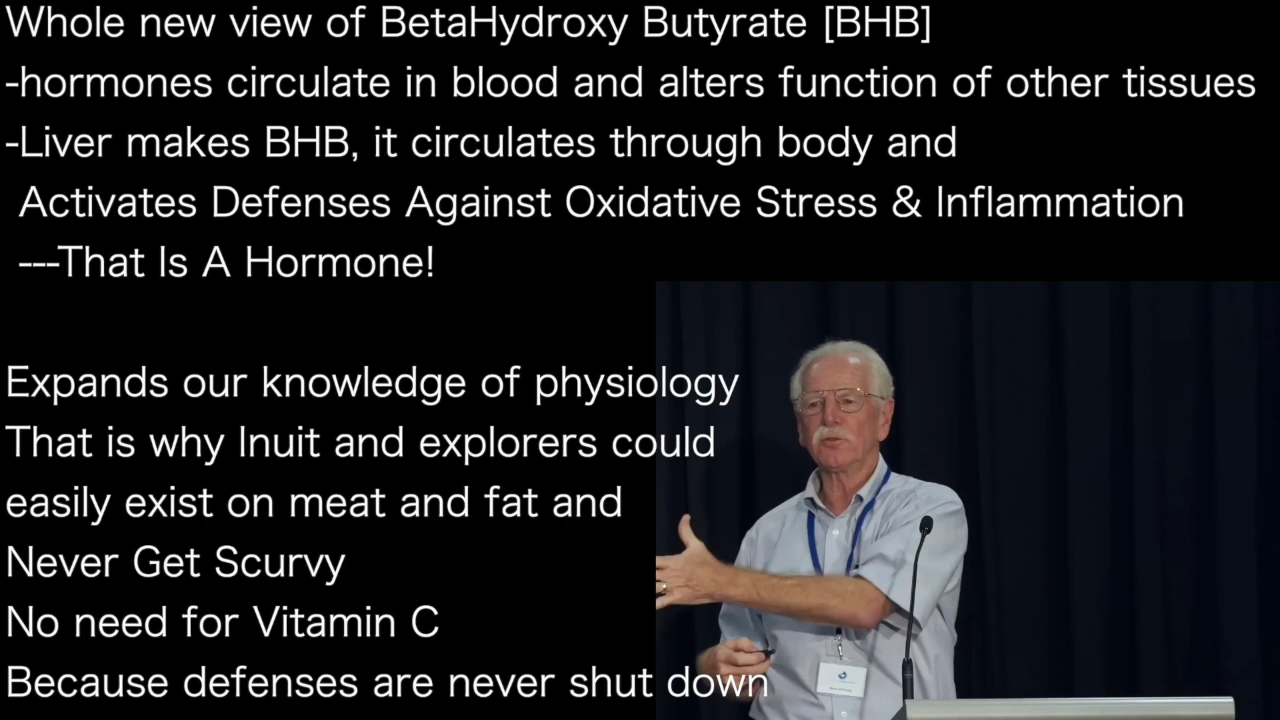 Whole new view of BetaHydroxy Butyrate [BHB]
-hormones circulate in blood and alters function of other tissues
-Liver makes BHB, it circulates through body and
Activates Defenses Against Oxidative Stress & Inflammation
---That Is A Hormone!
Expands our knowledge of physiology
That is why Inuit and explorers could
easily exist on meat and fat and
Never Get Scurvy
No need for Vitamin C
Because defenses are never shut down